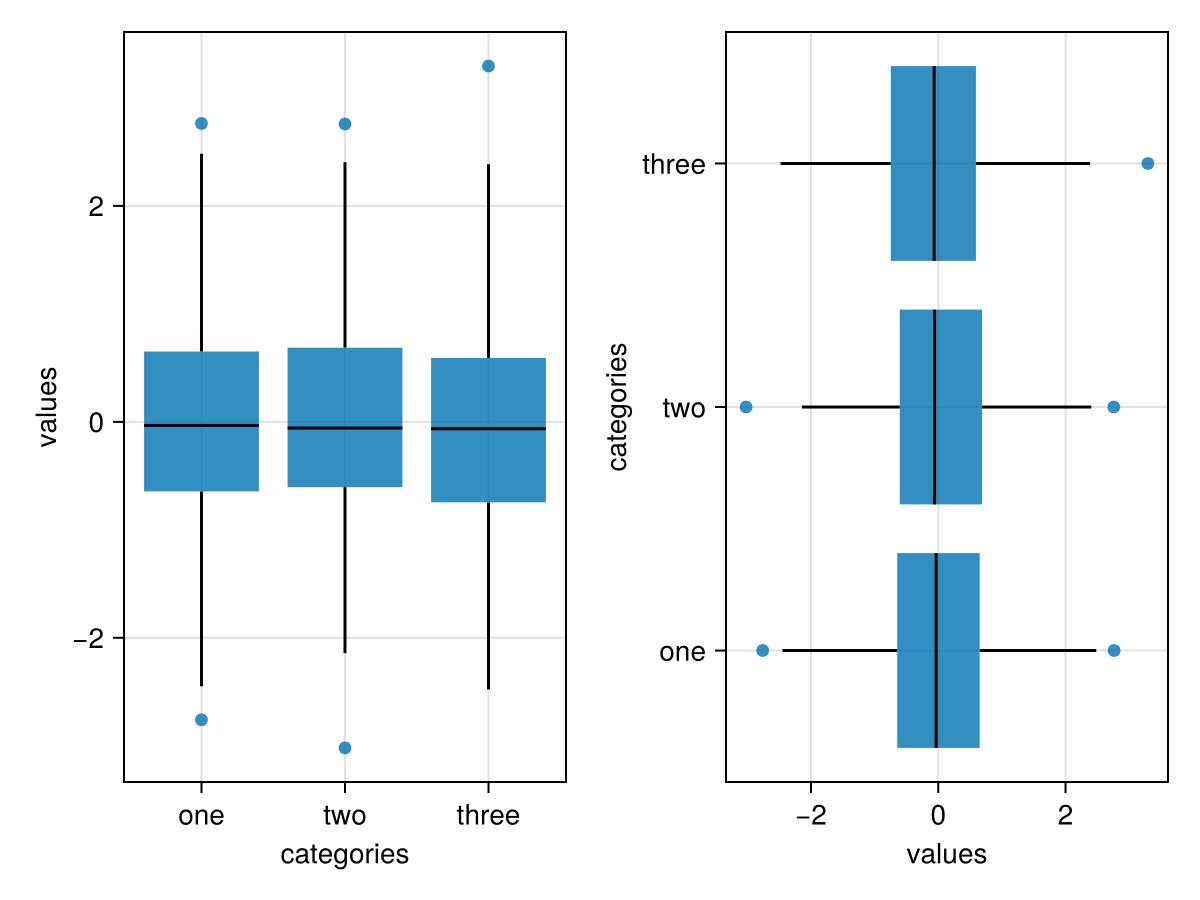 values
2
0
−2
one two three
categories
categories
three
two
one
−2 0 2
values